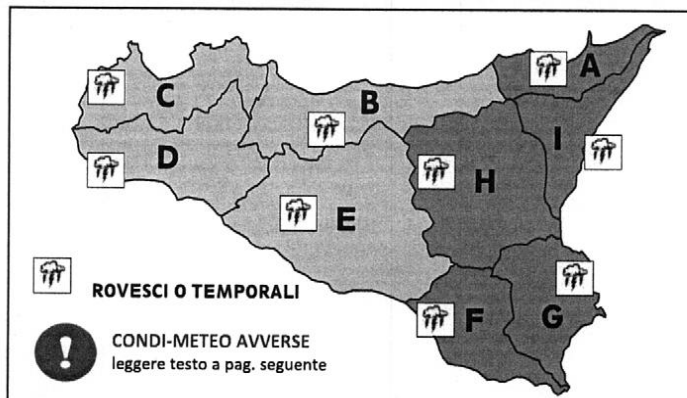 A
C
B
I
D
H
E
ROVESCI O TEMPORALI
F
G
!
CONDI-METEO AVVERSE
leggere testo a pag. seguente